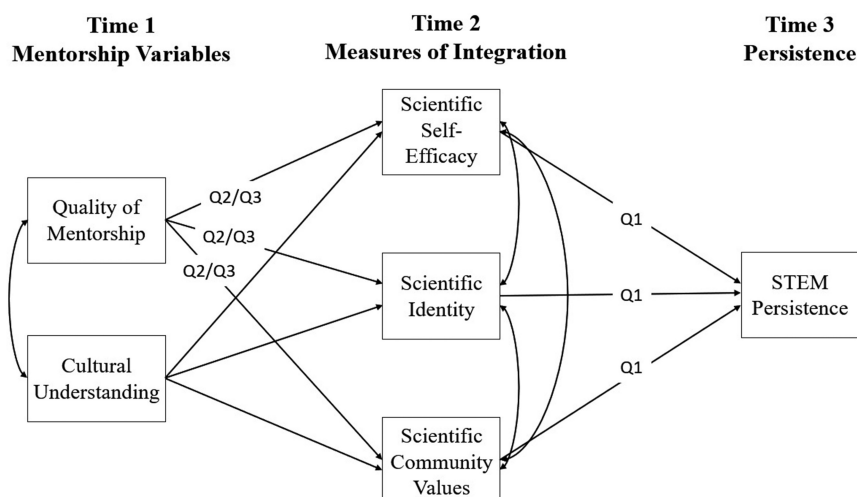 Time 1
Mentorship Variables
Time 2
Measures of Integration
Time 3
Persistence
Scientific
Self-
Efficacy
Quality of
Mentorship
Q2/Q3
Q2/Q3
Q2/Q3
Q1
Scientific
Identity
Q1
STEM
Persistence
Cultural
Understanding
Q1
Scientific
Community
Values